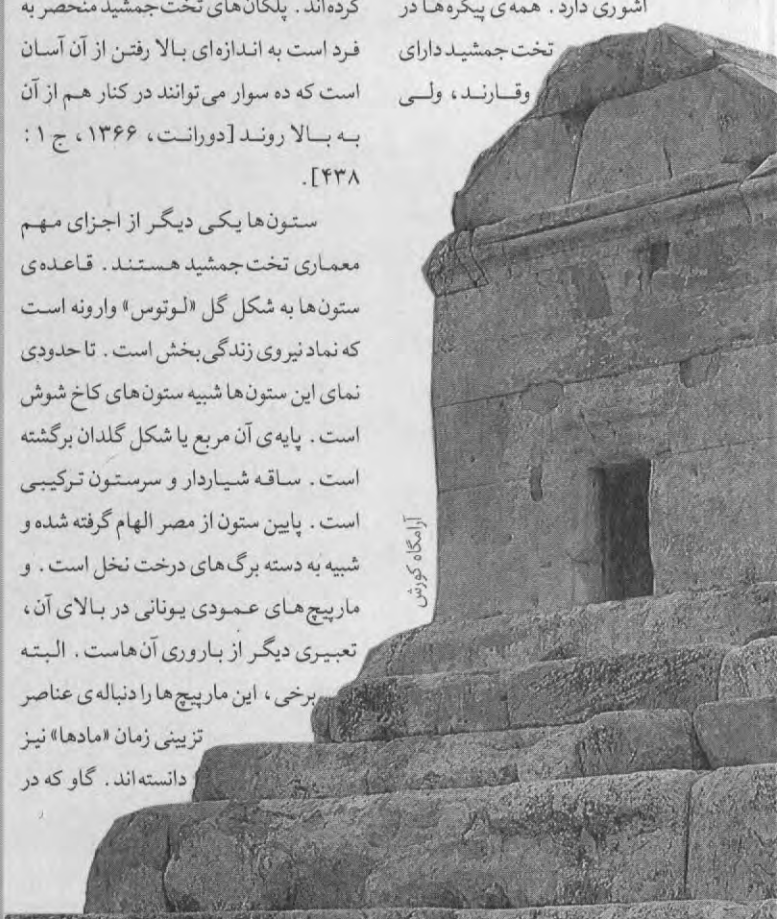 آشوری دارد . همه‌ی پیکره‌ها در
تخت جمشید دارای
وقارند، ولی
کرده‌اند . پلکان‌های تخت‌جمشید منحصر به
فرد است به اندازه‌ای بالا رفتن از آن آسان
است که ده سوار می‌توانند در کنار هم از آن
به بالا روند [دورانت، ۱۳۶۶، ج ۱ :
۴۳۸].
ستون‌ها یکی دیگر از اجزای مهم
معماری تخت‌جمشید هستند . قاعده‌ی
ستون‌ها به شکل گل «لوتوس» وارونه است
که نماد نیروی زندگی‌بخش است . تا حدودی
نمای این ستون‌ها شبیه ستون‌های کاخ شوش
است . پایه‌ی آن مربع یا شکل گلدان برگشته
است . ساقه شیاردار و سرستون ترکیبی
است . پایین ستون از مصر الهام گرفته شده و
شبیه به دسته برگ‌های درخت نخل است . و
مارپیچ‌های عمودی یونانی در بالای آن،
تعبیری دیگر از باروری آن‌هاست . البته
برخی، این مارپیچ‌ها را دنباله‌ی عناصر
تزیینی زمان «مادها» نیز
دانسته‌اند . گاو که در
آرامگاه کورش